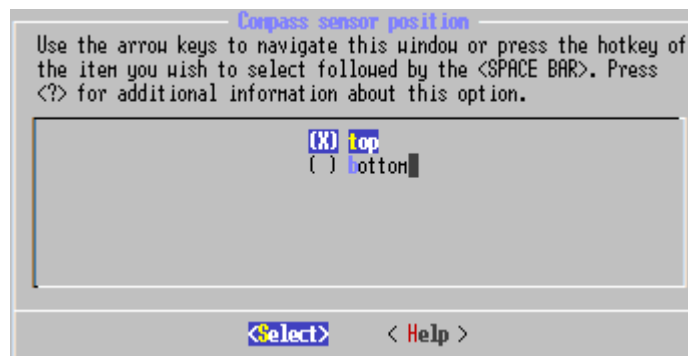 Compass sensor position
Use the arrow keys to navigate this window or press the hotkey of
the item you wish to select followed by the <SPACE BAR>. Press
<?> for additional information about this option.
(X) top
( ) bottom
<Select> < Help >